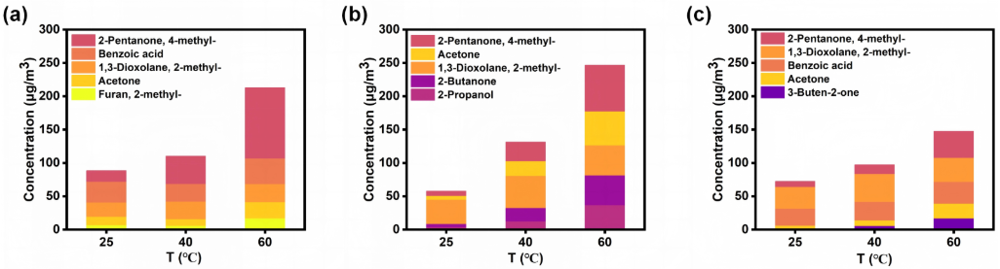 (a)
Concentration (μg/m³)
300
250
200
150
100
50
0
2-Pentanone, 4-methyl-
Benzoic acid
1,3-Dioxolane, 2-methyl-
Acetone
Furan, 2-methyl-
25 40 60
T (℃)
(b)
Concentration (μg/m³)
300
250
200
150
100
50
0
2-Pentanone, 4-methyl-
Acetone
1,3-Dioxolane, 2-methyl-
2-Butanone
2-Propanol
25 40 60
T (℃)
(c)
Concentration (μg/m³)
300
250
200
150
100
50
0
2-Pentanone, 4-methyl-
1,3-Dioxolane, 2-methyl-
Benzoic acid
Acetone
3-Buten-2-one
25 40 60
T (℃)